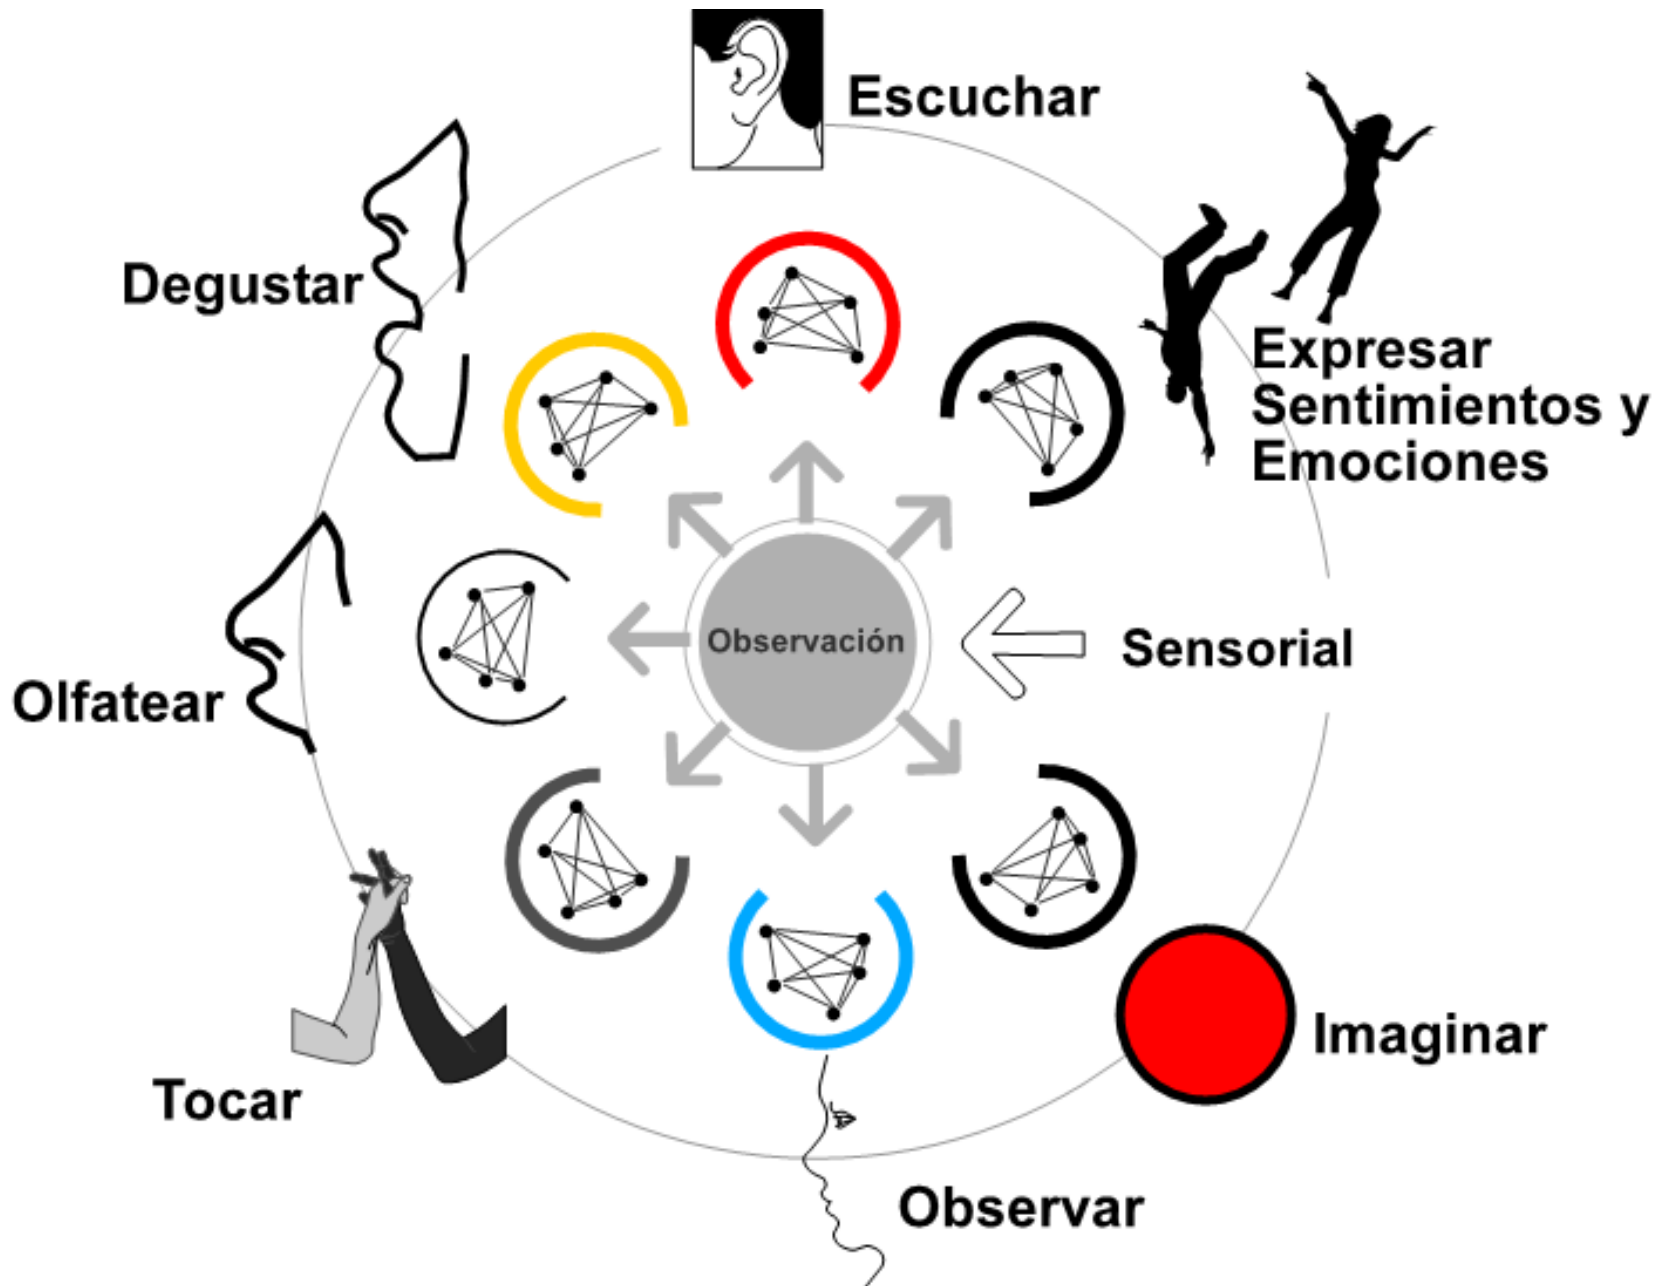 Escuchar
Degustar
Expresar
Sentimientos y
Emociones
Observación
Sensorial
Olfatear
Imaginar
Tocar
Observar